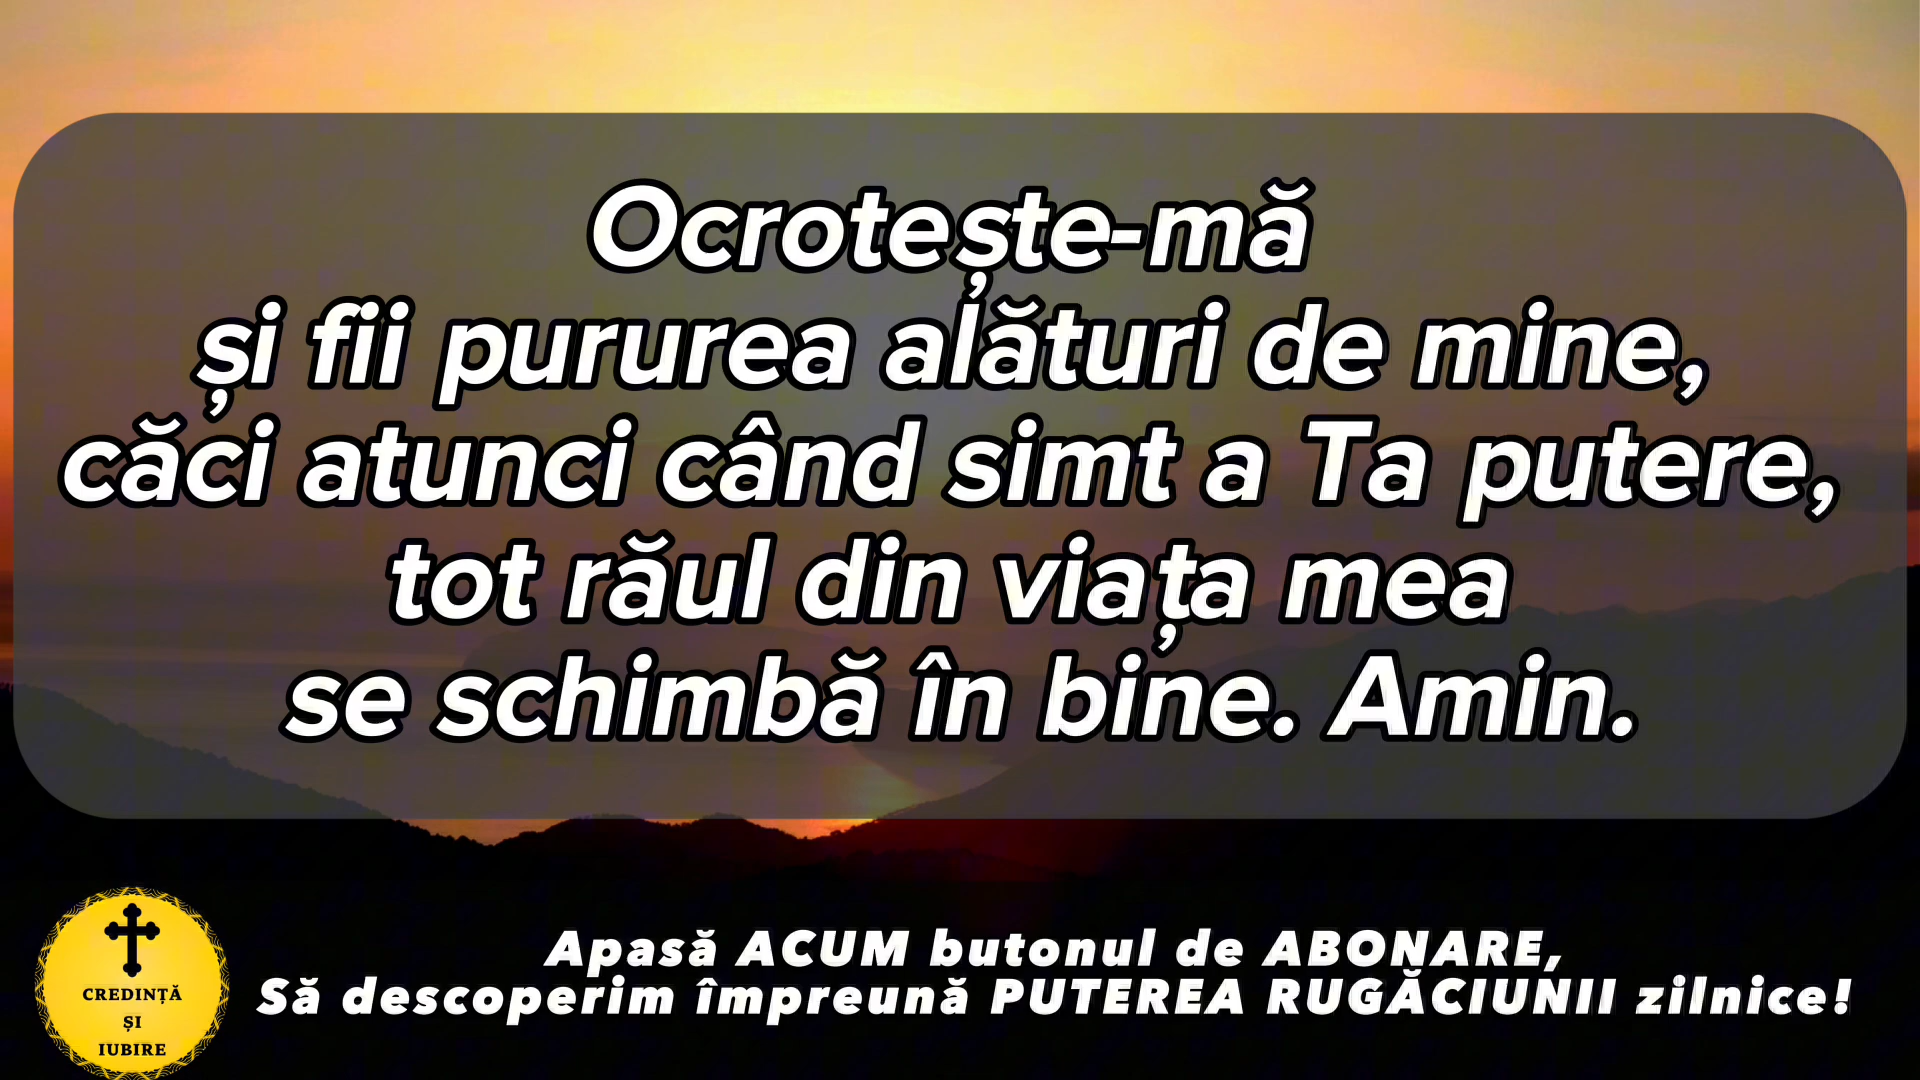 Ocrotește-mă
și fii pururea alături de mine,
căci atunci când simt a Ta putere,
tot răul din viața mea
se schimbă în bine. Amin.
CREDINȚĂ
ȘI
IUBIRE
Apasă ACUM butonul de ABONARE,
Să descoperim împreună PUTEREA RUGĂCIUNII zilnice!